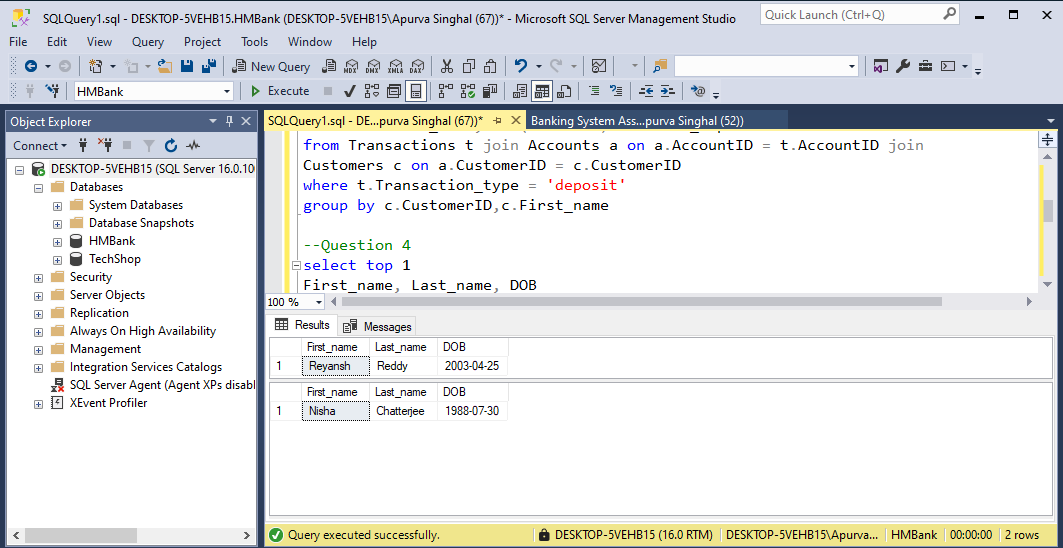 SQLQuery1.sql - DESKTOP-5VEHB15.HMBank (DESKTOP-5VEHB15\Apurva Singhal (67))* - Microsoft SQL Server Management Studio
Quick Launch (Ctrl+Q)
File Edit View Query Project Tools Window Help
New Query MDX DMX XMLA DAX
HMBank Execute
Object Explorer
Connect
DESKTOP-5VEHB15 (SQL Server 16.0.10
Databases
System Databases
Database Snapshots
HMBank
TechShop
Security
Server Objects
Replication
Always On High Availability
Management
Integration Services Catalogs
SQL Server Agent (Agent XPs disabl
XEvent Profiler
SQLQuery1.sql - DE...purva Singhal (67))* Banking System Ass...purva Singhal (52))
from Transactions t join Accounts a on a.AccountID = t.AccountID join
Customers c on a.CustomerID = c.CustomerID
where t.Transaction_type = 'deposit'
group by c.CustomerID,c.First_name
--Question 4
select top 1
First_name, Last_name, DOB
100 %
Results Messages
First_name Last_name DOB
1 Reyansh Reddy 2003-04-25
First_name Last_name DOB
1 Nisha Chatterjee 1988-07-30
Query executed successfully. DESKTOP-5VEHB15 (16.0 RTM) DESKTOP-5VEHB15\Apurva... HMBank 00:00:00 2 rows